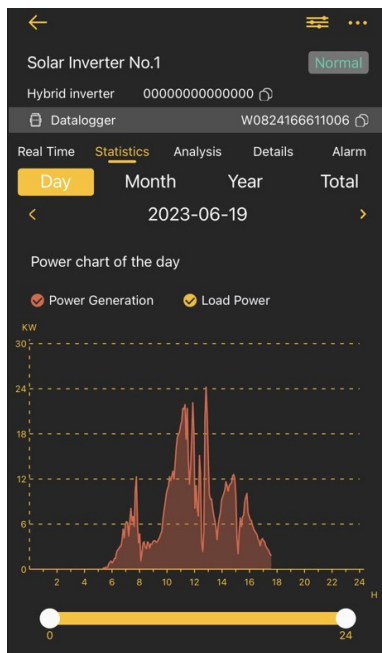 Solar Inverter No.1
Normal
Hybrid inverter 00000000000000
Datalogger W0824166611006
Real Time Statistics Analysis Details Alarm
Day Month Year Total
< 2023-06-19 >
Power chart of the day
Power Generation Load Power
KW
30
24
18
12
6
0
2 4 6 8 10 12 14 16 18 20 22 24
H
0 24